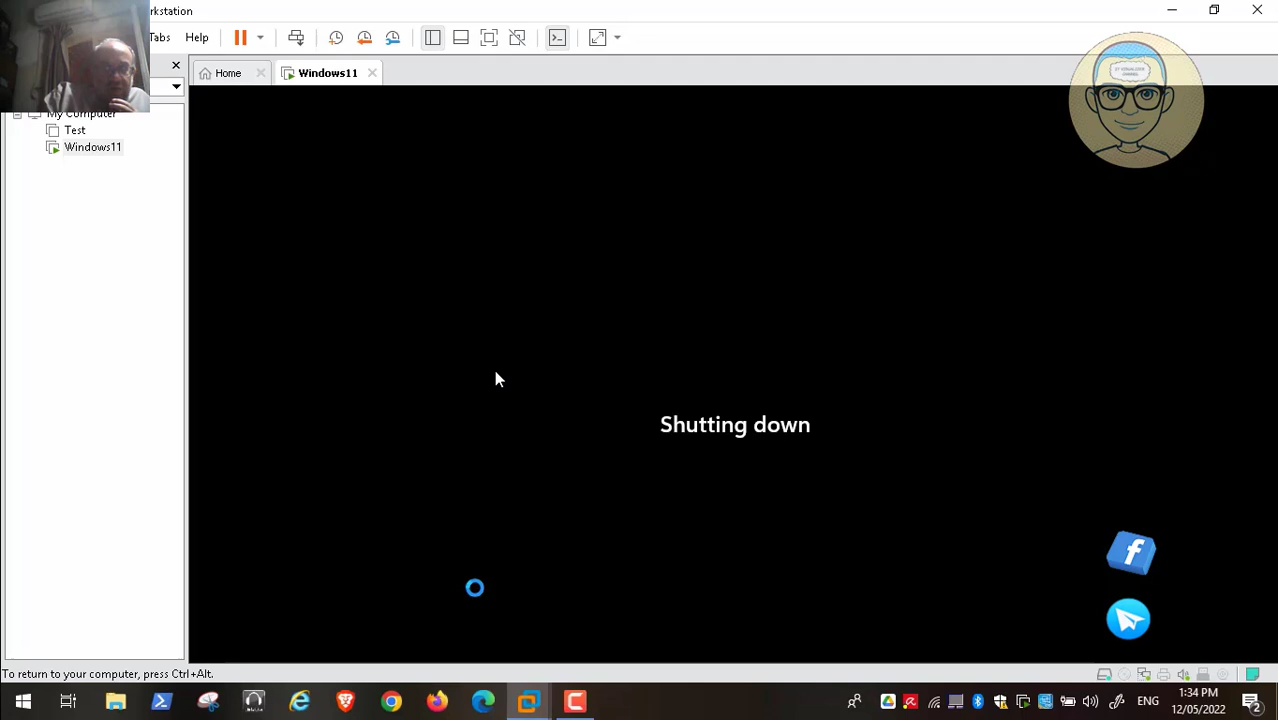 rkstation
Tabs Help
Home
Windows11
My Computer
Test
Windows11
Shutting down
To return to your computer, press Ctrl+Alt.
ENG
1:34 PM
12/05/2022
2